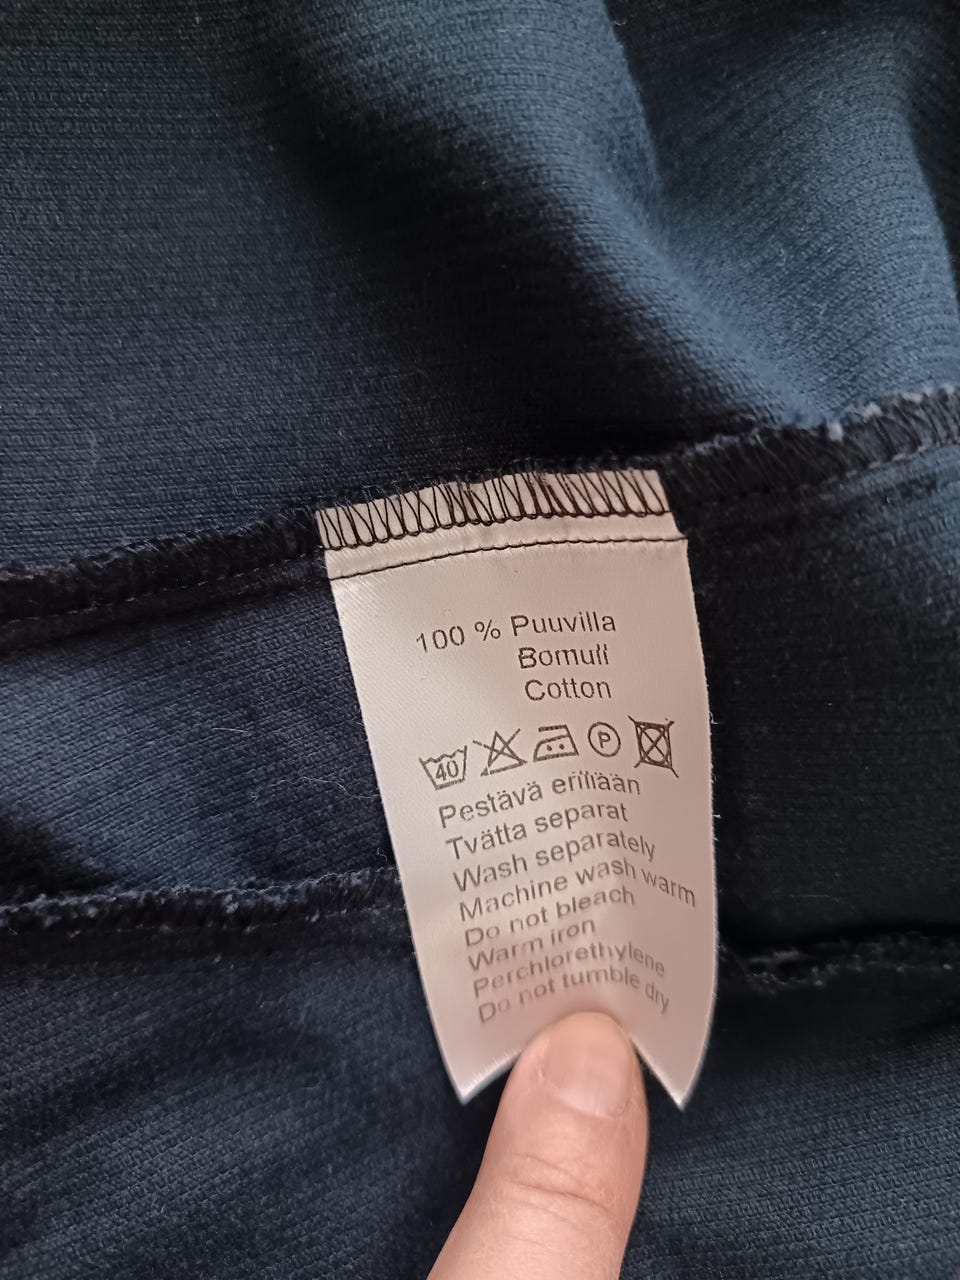 100 % Puuvilla
Bomull
Cotton
40 P
Pestävä erillään
Tvätta separat
Wash separately
Machine wash warm
Do not bleach
Warm iron
Perchlorethylene
Do not tumble dry